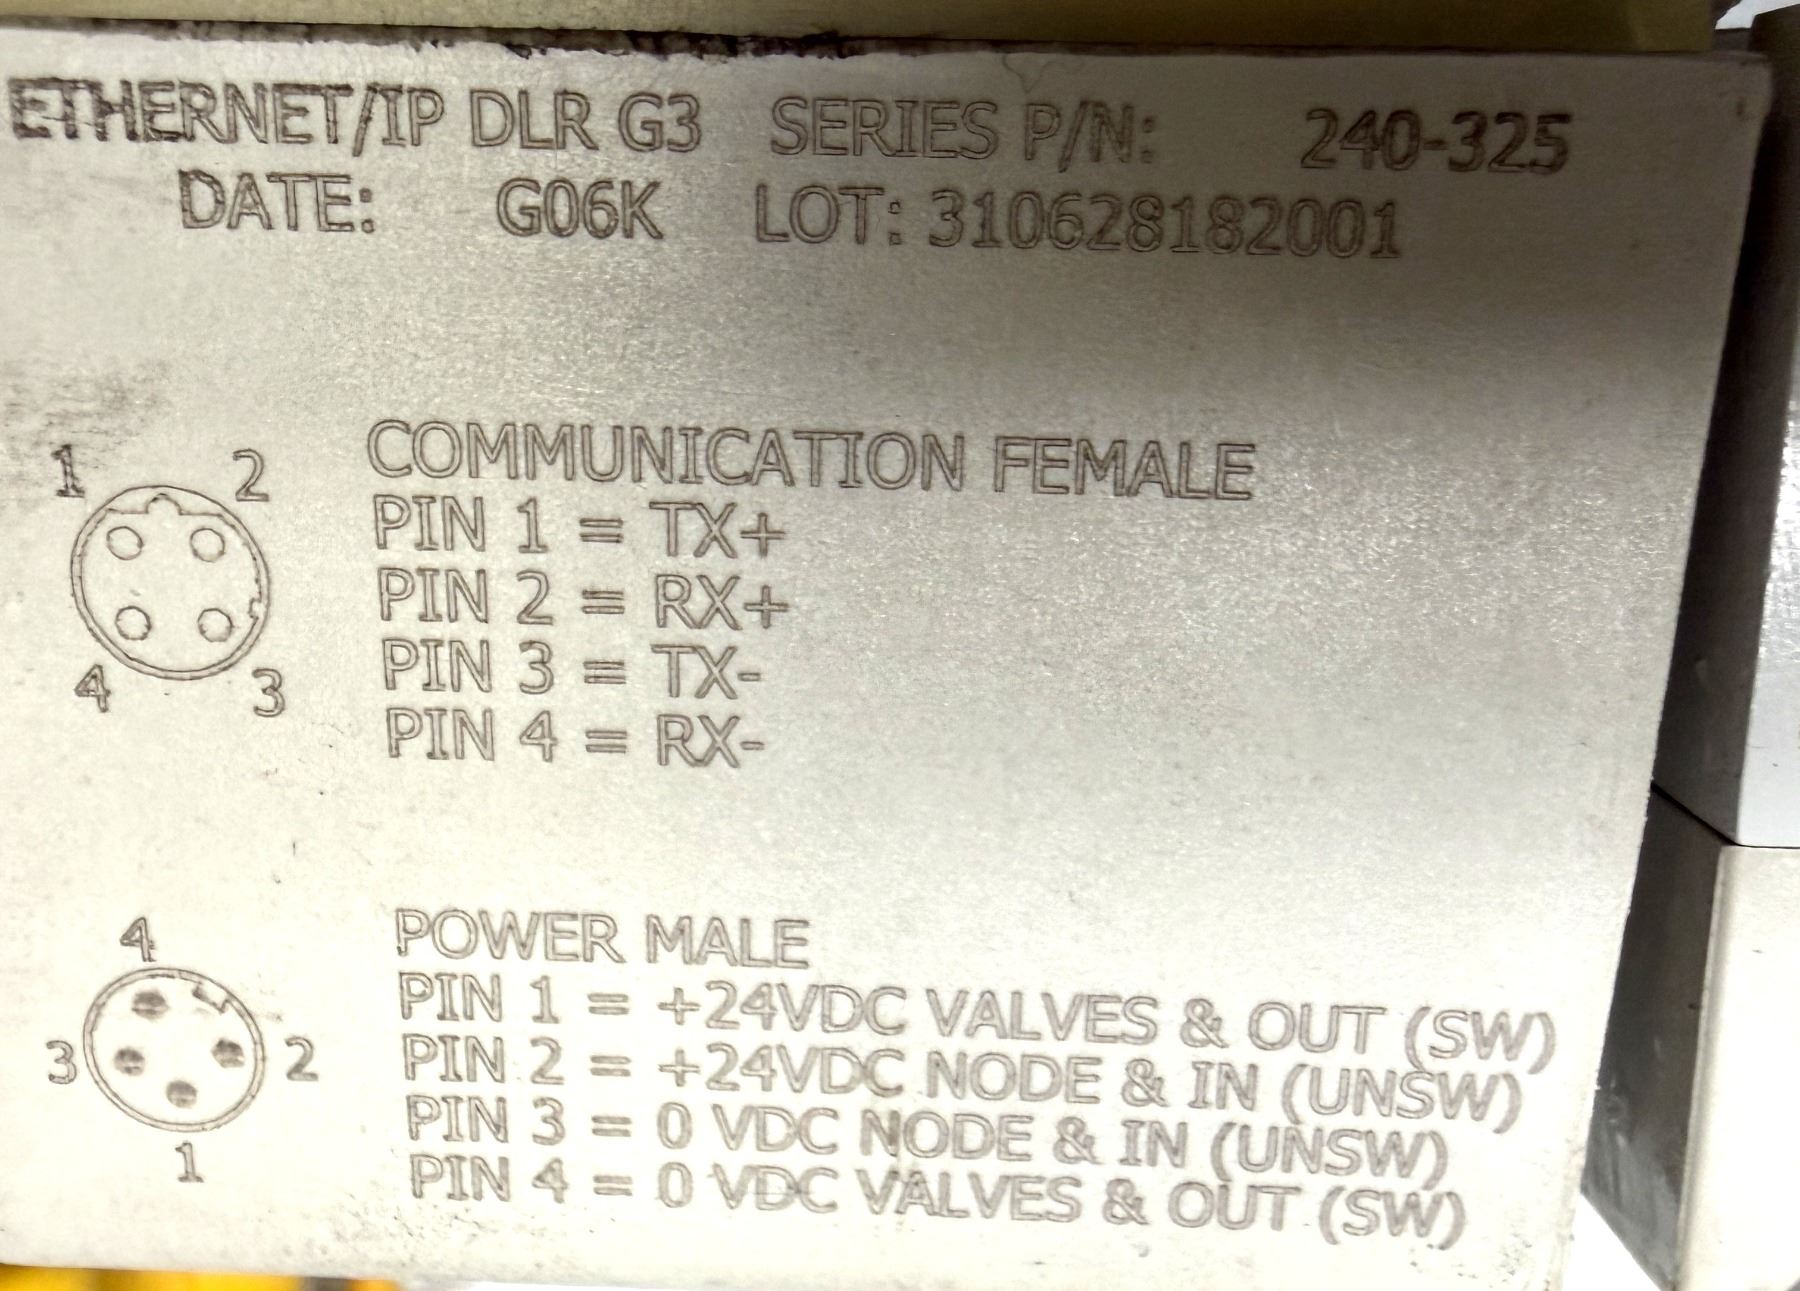 ETHERNET/IP DLR G3 SERIES P/N: 240-325
DATE: G06K LOT: 310628182001
1 2
COMMUNICATION FEMALE
PIN 1 = TX+
PIN 2 = RX+
PIN 3 = TX-
4 3
PIN 4 = RX-
4
POWER MALE
PIN 1 = +24VDC VALVES & OUT (SW)
3 2
PIN 2 = +24VDC NODE & IN (UNSW)
PIN 3 = 0 VDC NODE & IN (UNSW)
1
PIN 4 = 0 VDC VALVES & OUT (SW)